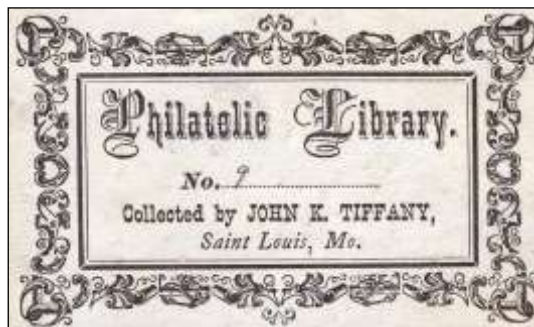 Philatelic Library.
No. 9
Collected by JOHN K. TIFFANY,
Saint Louis, Mo.